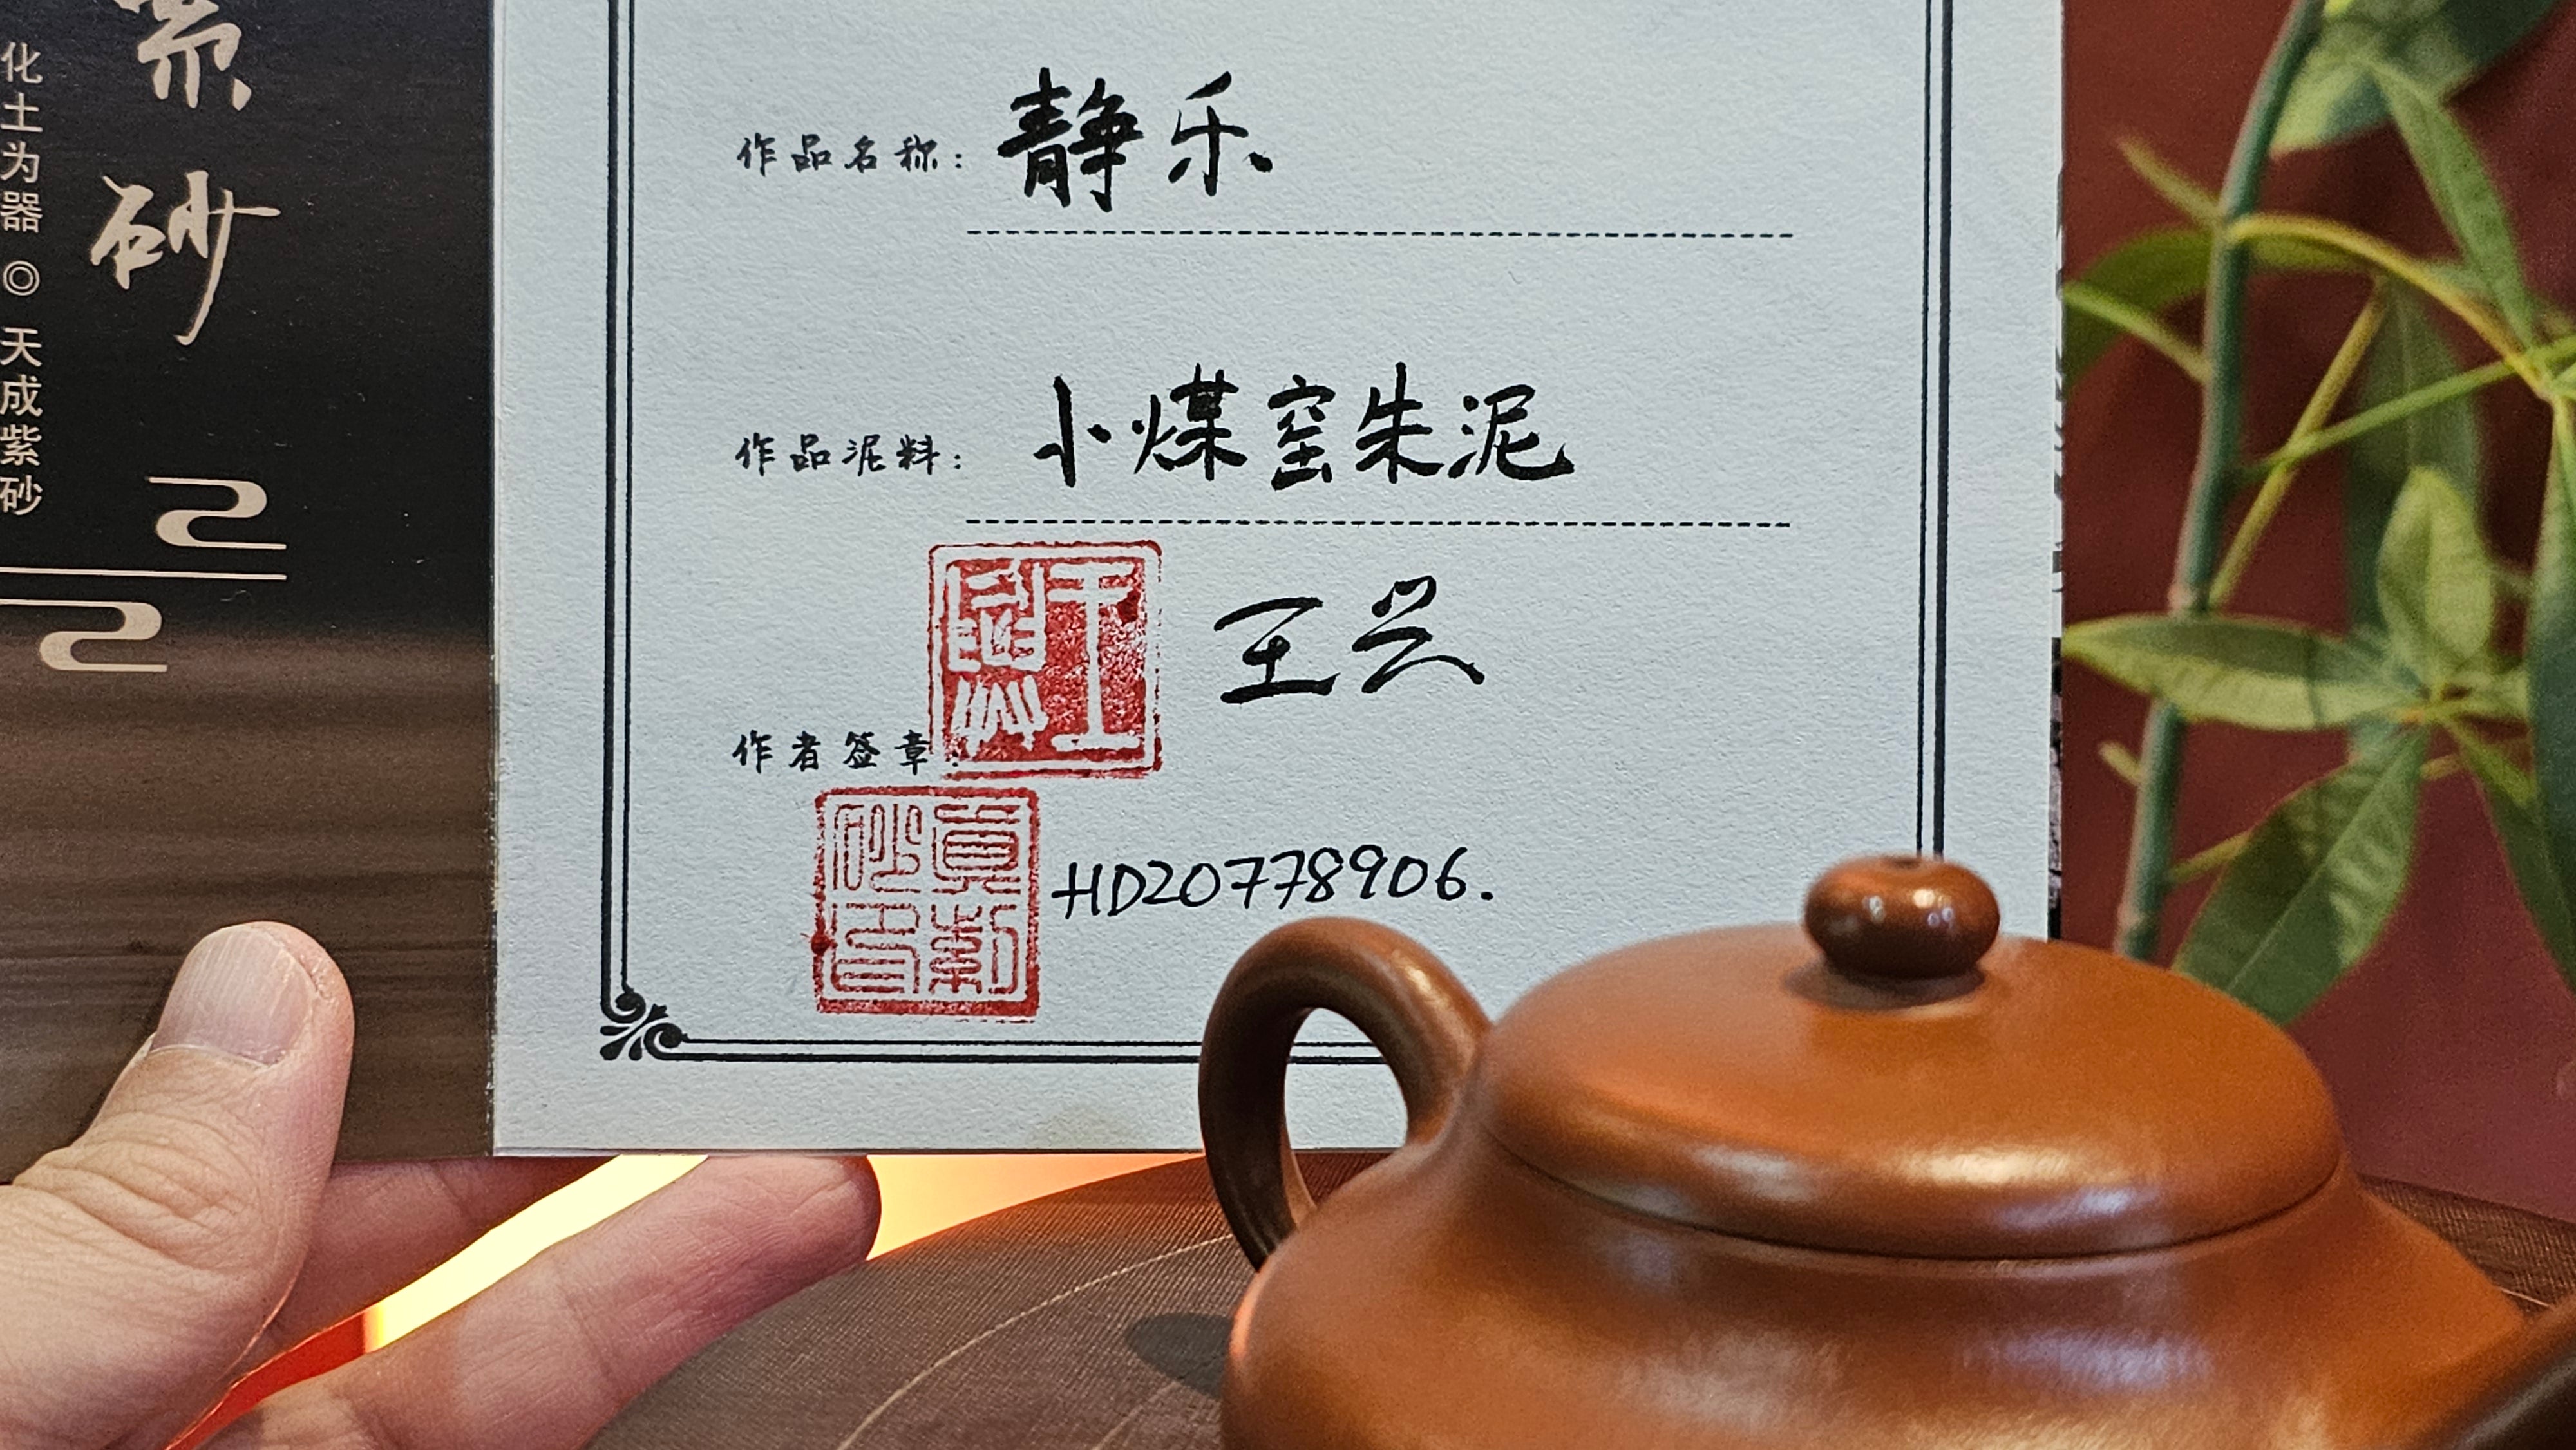 紫砂
化土为器 ◎ 天成紫砂
作品名称: 静乐
作品泥料: 小煤窑朱泥
王兴
作者签章:
HD20778906.